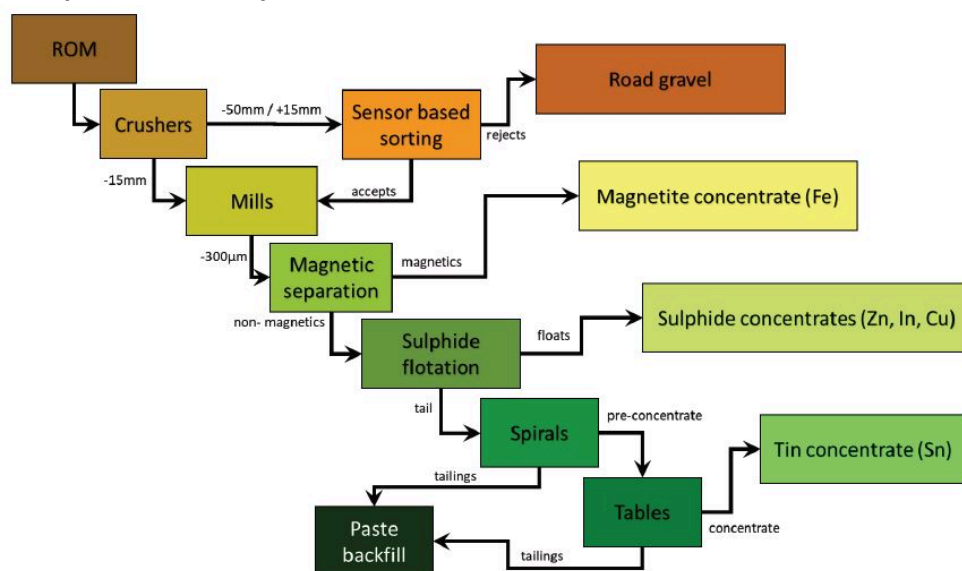 ROM
Crushers
-50mm / +15mm
Sensor based
sorting
rejects
Road gravel
-15mm
accepts
Mills
-300µm
Magnetic
separation
magnetics
Magnetite concentrate (Fe)
non- magnetics
Sulphide
flotation
floats
Sulphide concentrates (Zn, In, Cu)
tail
Spirals
pre-concentrate
Tin concentrate (Sn)
tailings
Tables
concentrate
Paste
backfill
tailings